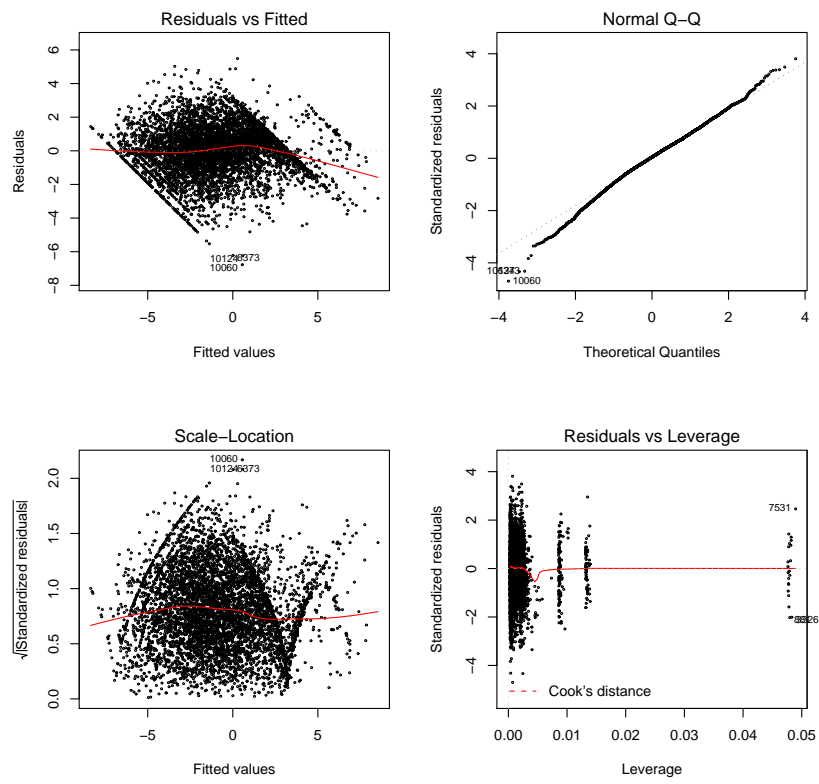 Residuals vs Fitted
Residuals
−8 −6 −4 −2 0 2 4 6
10060
−5 0 5
Fitted values
Normal Q−Q
Standardized residuals
−4 −2 0 2 4
10060
−4 −2 0 2 4
Theoretical Quantiles
Scale−Location
√|Standardized residuals|
0.0 0.5 1.0 1.5 2.0
10060
−5 0 5
Fitted values
Residuals vs Leverage
Standardized residuals
−4 −2 0 2 4
7531
Cook's distance
0.00 0.01 0.02 0.03 0.04 0.05
Leverage